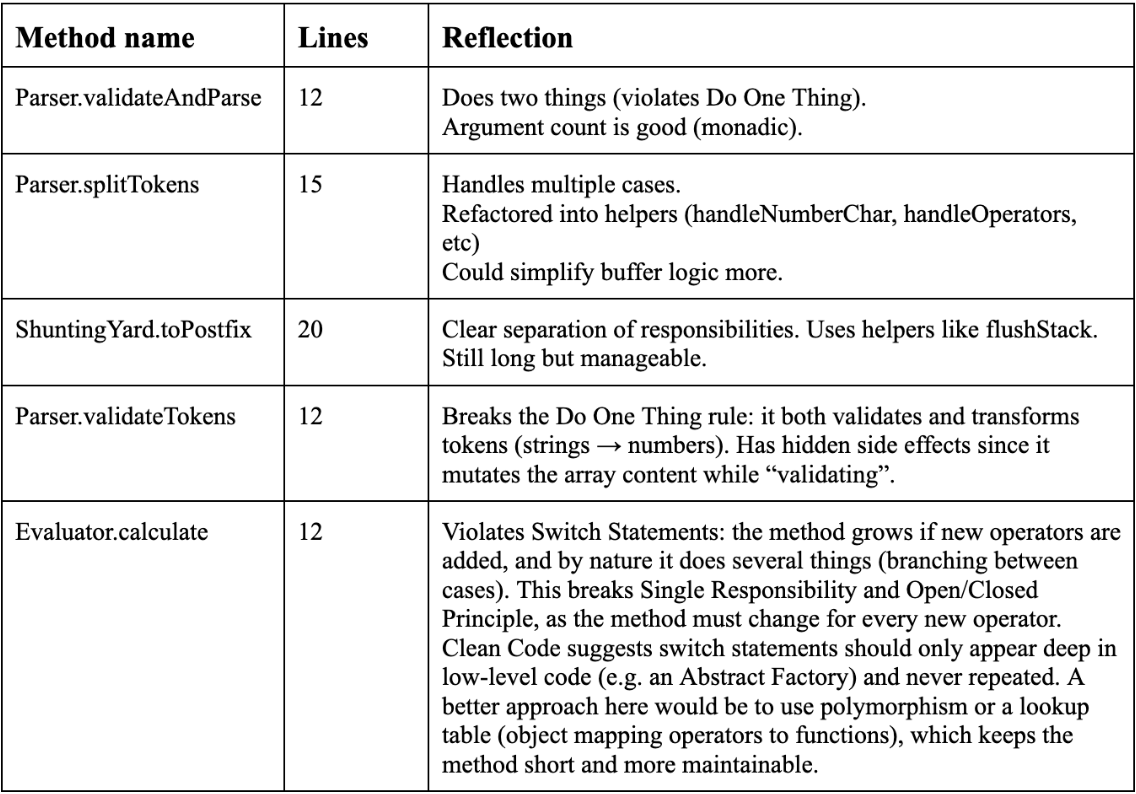 Method name Lines Reflection
Parser.validateAndParse 12 Does two things (violates Do One Thing).
Argument count is good (monadic).
Parser.splitTokens 15 Handles multiple cases.
Refactored into helpers (handleNumberChar, handleOperators,
etc)
Could simplify buffer logic more.
ShuntingYard.toPostfix 20 Clear separation of responsibilities. Uses helpers like flushStack.
Still long but manageable.
Parser.validateTokens 12 Breaks the Do One Thing rule: it both validates and transforms
tokens (strings → numbers). Has hidden side effects since it
mutates the array content while “validating”.
Evaluator.calculate 12 Violates Switch Statements: the method grows if new operators are
added, and by nature it does several things (branching between
cases). This breaks Single Responsibility and Open/Closed
Principle, as the method must change for every new operator.
Clean Code suggests switch statements should only appear deep in
low-level code (e.g. an Abstract Factory) and never repeated. A
better approach here would be to use polymorphism or a lookup
table (object mapping operators to functions), which keeps the
method short and more maintainable.